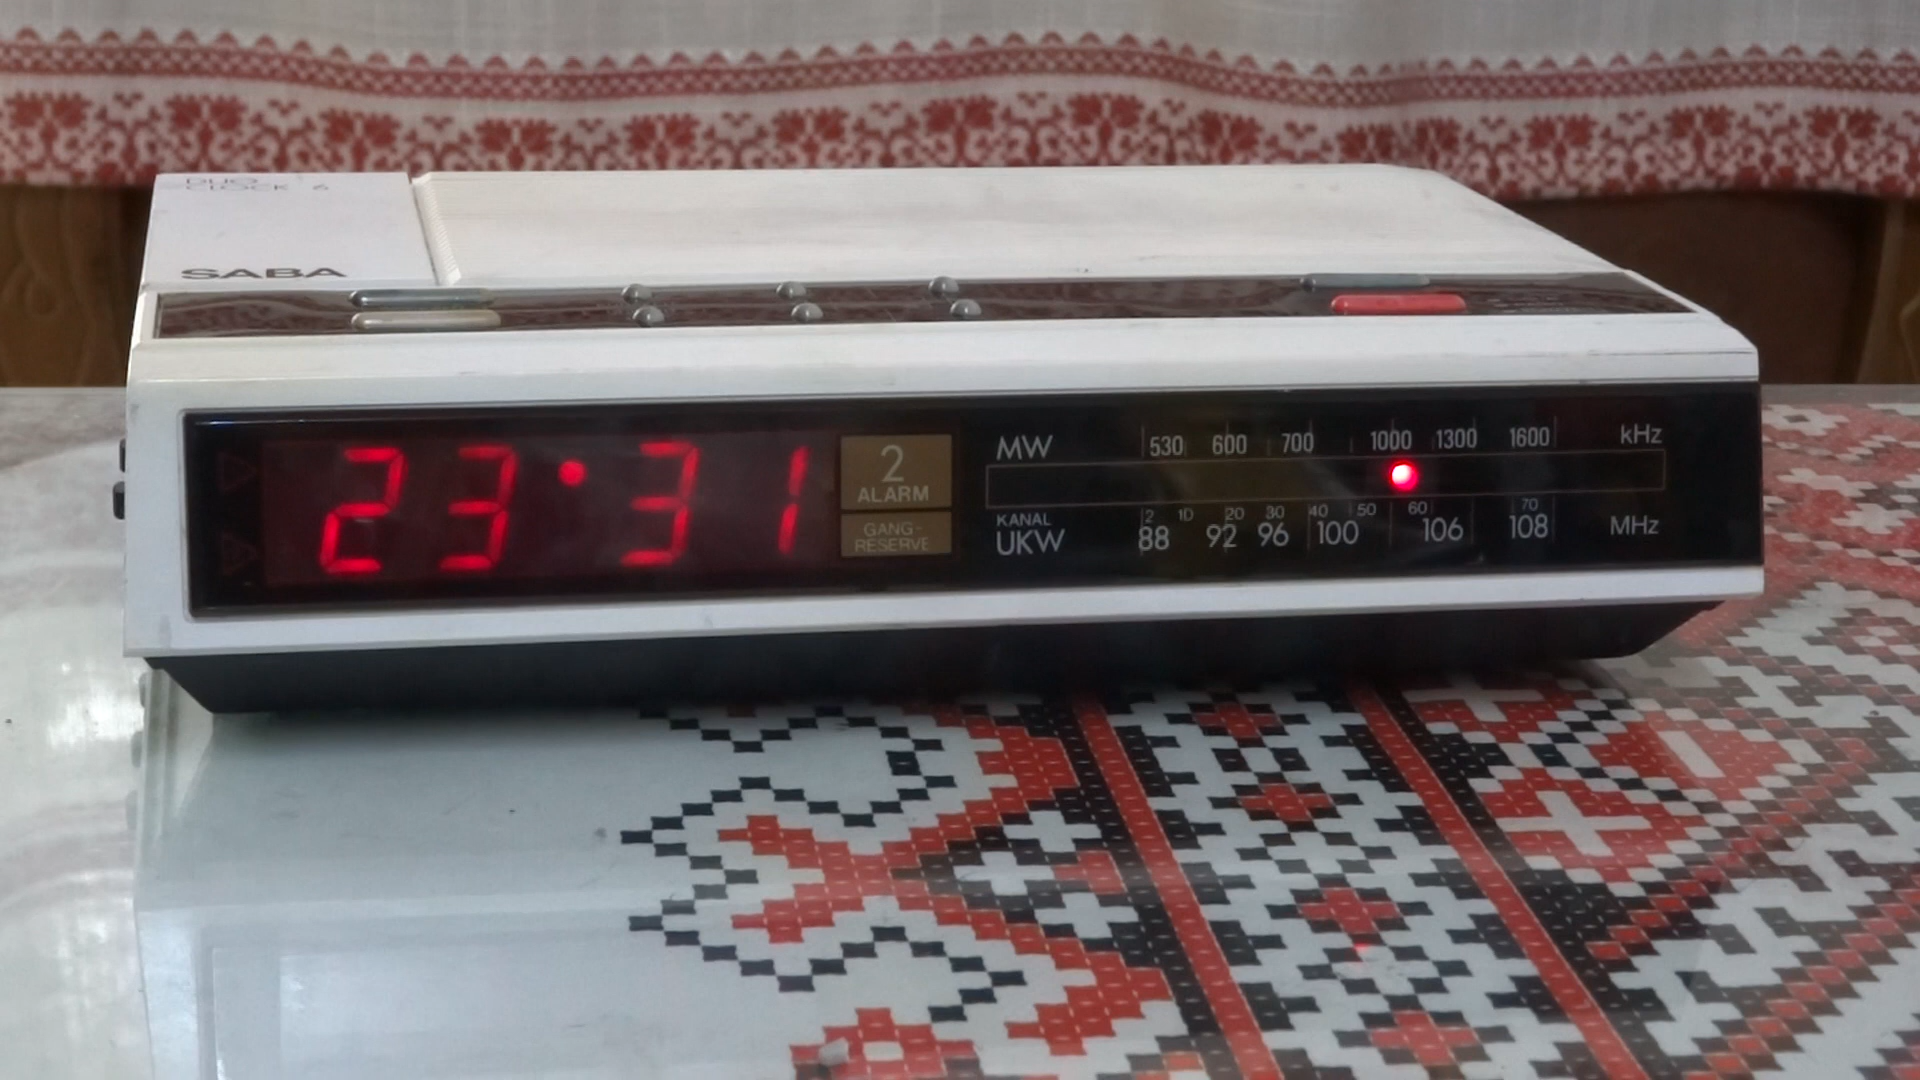 DUO
CLOCK 6
SABA
23•31
2
ALARM
GANG-
RESERVE
MW 530 600 700 1000 1300 1600 kHz
KANAL 2 10 20 30 40 50 60 70
UKW 88 92 96 100 106 108 MHz